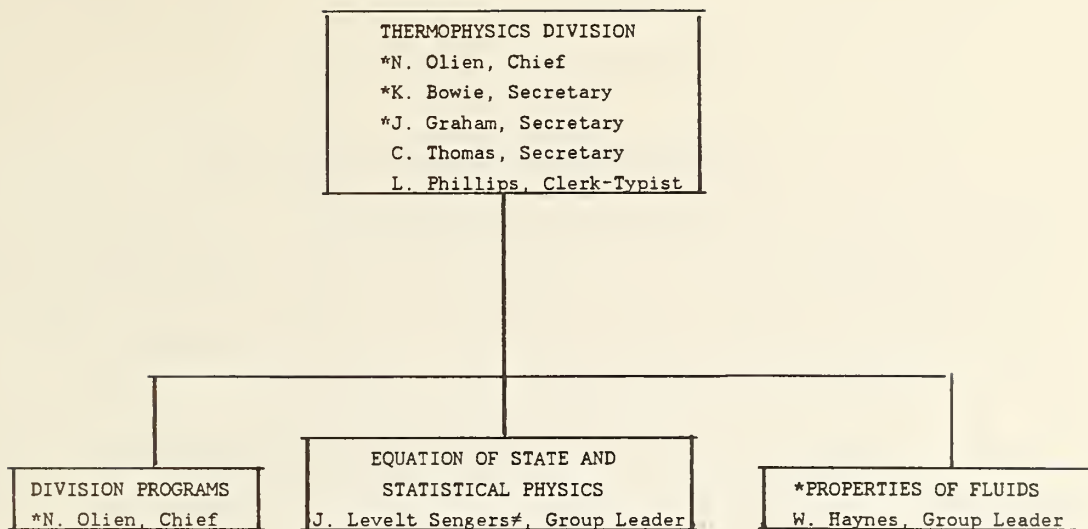 THERMOPHYSICS DIVISION
*N. Olien, Chief
*K. Bowie, Secretary
*J. Graham, Secretary
C. Thomas, Secretary
L. Phillips, Clerk-Typist
DIVISION PROGRAMS
*N. Olien, Chief
EQUATION OF STATE AND
STATISTICAL PHYSICS
J. Levelt Sengers≠, Group Leader
*PROPERTIES OF FLUIDS
W. Haynes, Group Leader